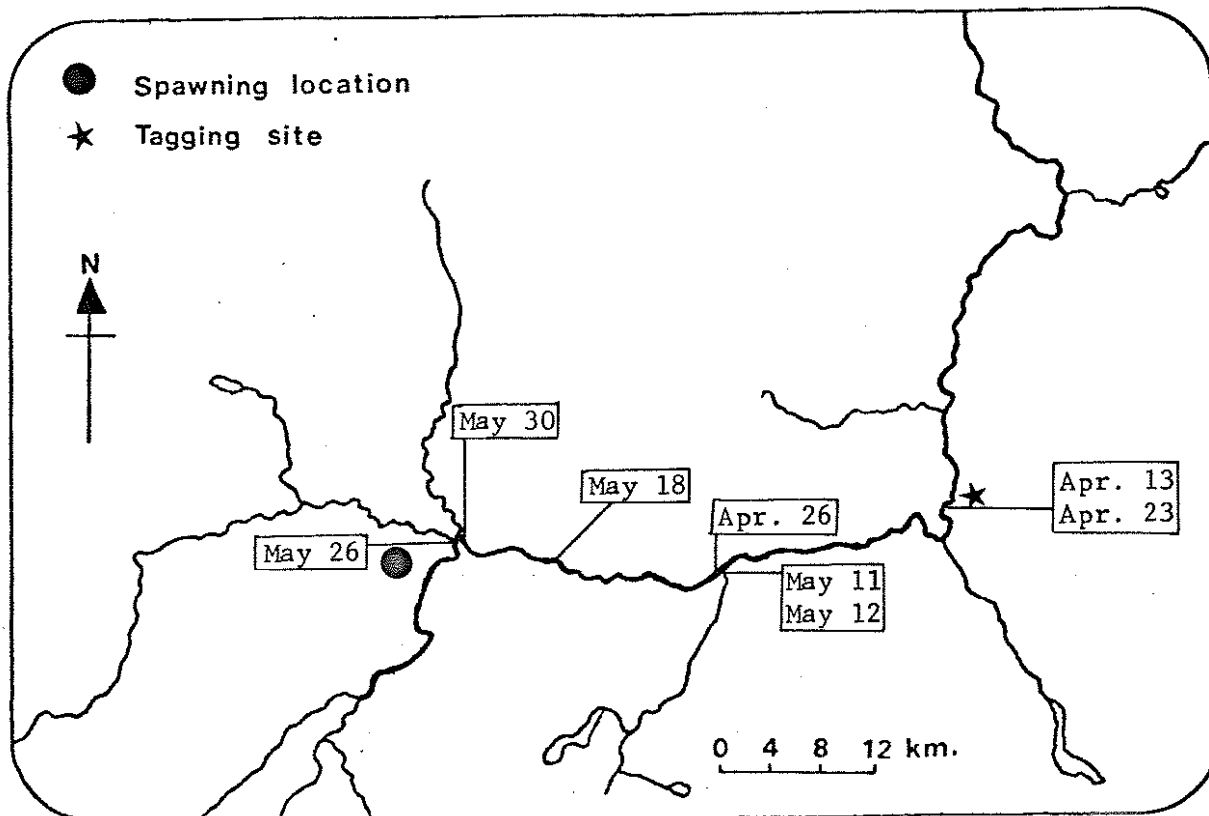 Spawning location
Tagging site
N
May 30
May 18
Apr. 26
Apr. 13
Apr. 23
May 26
May 11
May 12
0 4 8 12 km.